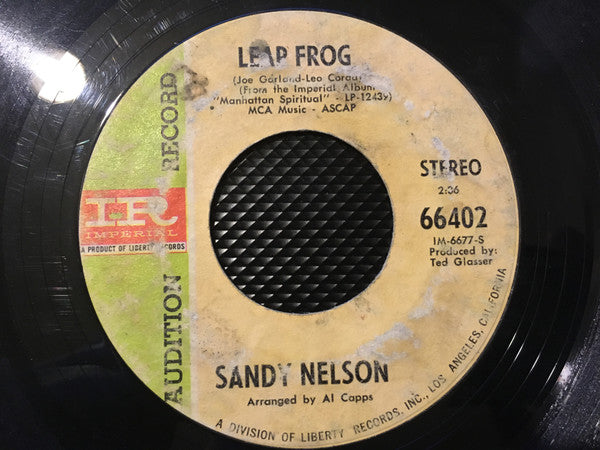 LEAP FROG
(Joe Garland-Leo Corday)
(From the Imperial Album
"Manhattan Spiritual" - LP-12439)
MCA Music - ASCAP
AUDITION RECORD
IR
IMPERIAL
A PRODUCT OF LIBERTY RECORDS
STEREO
2:36
66402
IM-6677-S
Produced by:
Ted Glasser
SANDY NELSON
Arranged by Al Capps
A DIVISION OF LIBERTY RECORDS, INC., LOS ANGELES, CALIFORNIA